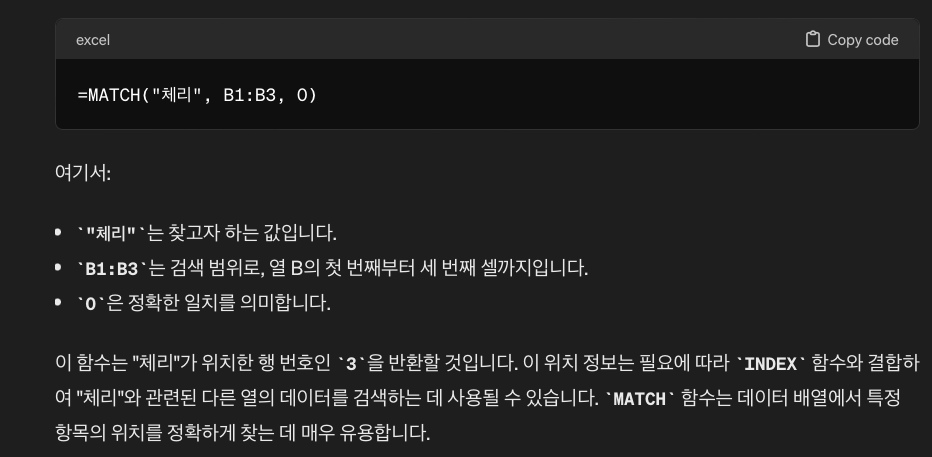 excel
Copy code
=MATCH("체리", B1:B3, 0)
여기서:
• `"체리"`는 찾고자 하는 값입니다.
• `B1:B3`는 검색 범위로, 열 B의 첫 번째부터 세 번째 셀까지입니다.
• `0`은 정확한 일치를 의미합니다.
이 함수는 "체리"가 위치한 행 번호인 `3`을 반환할 것입니다. 이 위치 정보는 필요에 따라 `INDEX` 함수와 결합하
여 "체리"와 관련된 다른 열의 데이터를 검색하는 데 사용될 수 있습니다. `MATCH` 함수는 데이터 배열에서 특정
항목의 위치를 정확하게 찾는 데 매우 유용합니다.